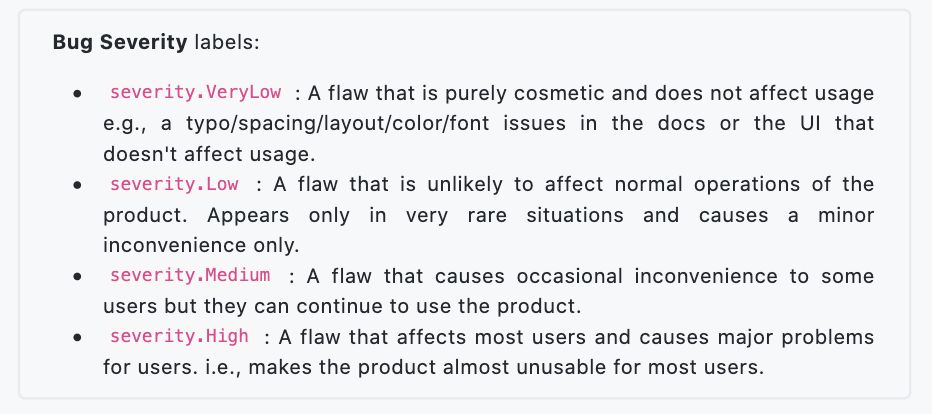 Bug Severity labels:
• severity.VeryLow : A flaw that is purely cosmetic and does not affect usage
e.g., a typo/spacing/layout/color/font issues in the docs or the UI that
doesn't affect usage.
• severity.Low : A flaw that is unlikely to affect normal operations of the
product. Appears only in very rare situations and causes a minor
inconvenience only.
• severity.Medium : A flaw that causes occasional inconvenience to some
users but they can continue to use the product.
• severity.High : A flaw that affects most users and causes major problems
for users. i.e., makes the product almost unusable for most users.